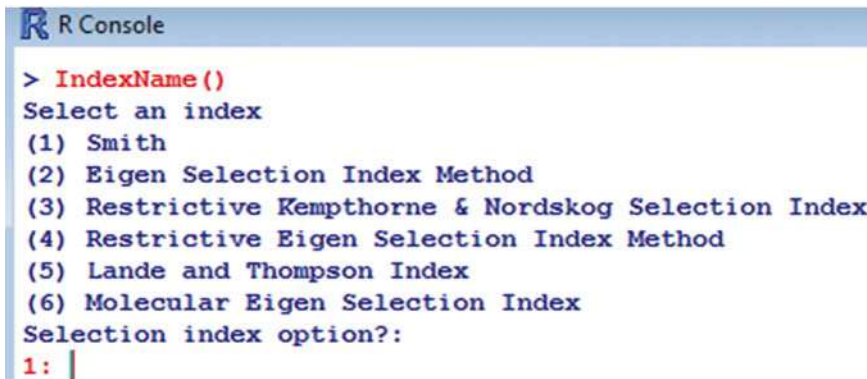 R R Console
> IndexName()
Select an index
(1) Smith
(2) Eigen Selection Index Method
(3) Restrictive Kempthorne & Nordskog Selection Index
(4) Restrictive Eigen Selection Index Method
(5) Lande and Thompson Index
(6) Molecular Eigen Selection Index
Selection index option?:
1: